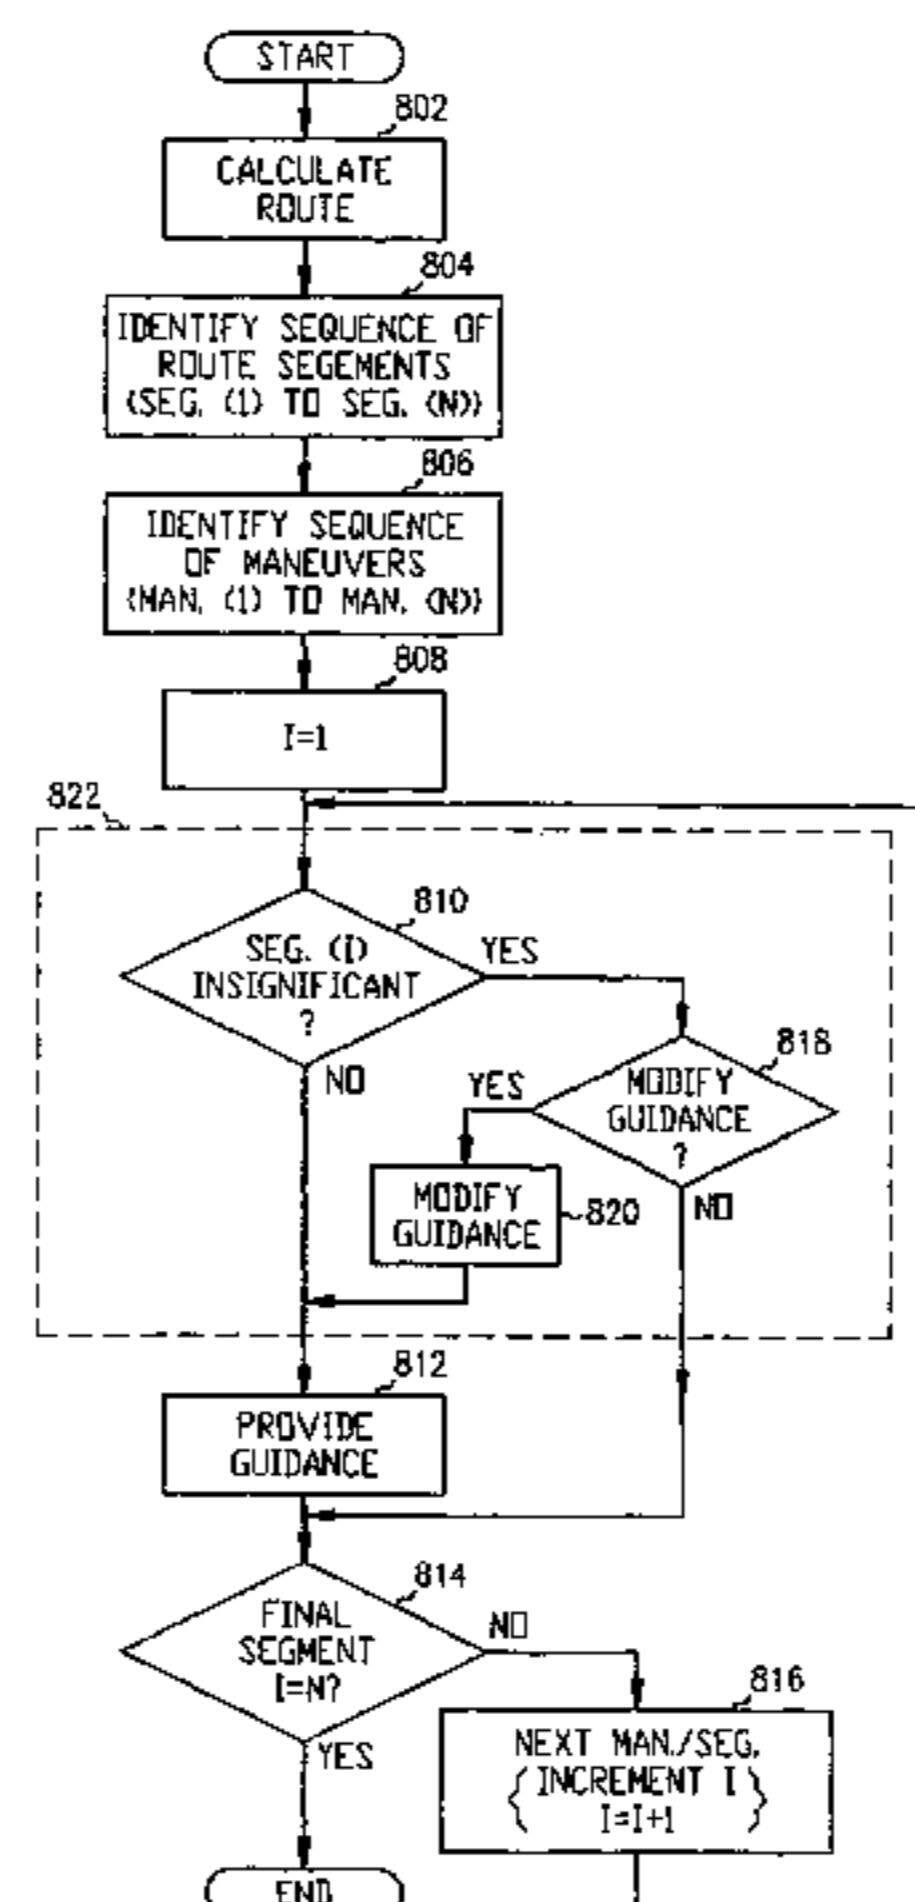 START
802
CALCULATE
ROUTE
804
IDENTIFY SEQUENCE OF
ROUTE SEGEMENTS
(SEG. (1) TO SEG. (N))
806
IDENTIFY SEQUENCE
OF MANEUVERS
(MAN. (1) TO MAN. (N))
808
I=1
822
810
SEG. (I)
INSIGNIFICANT
?
YES
NO
818
MODIFY
GUIDANCE
?
YES
NO
MODIFY
GUIDANCE
820
812
PROVIDE
GUIDANCE
814
FINAL
SEGMENT
I=N?
NO
YES
816
NEXT MAN./SEG.
{INCREMENT I
I=I+1}
END